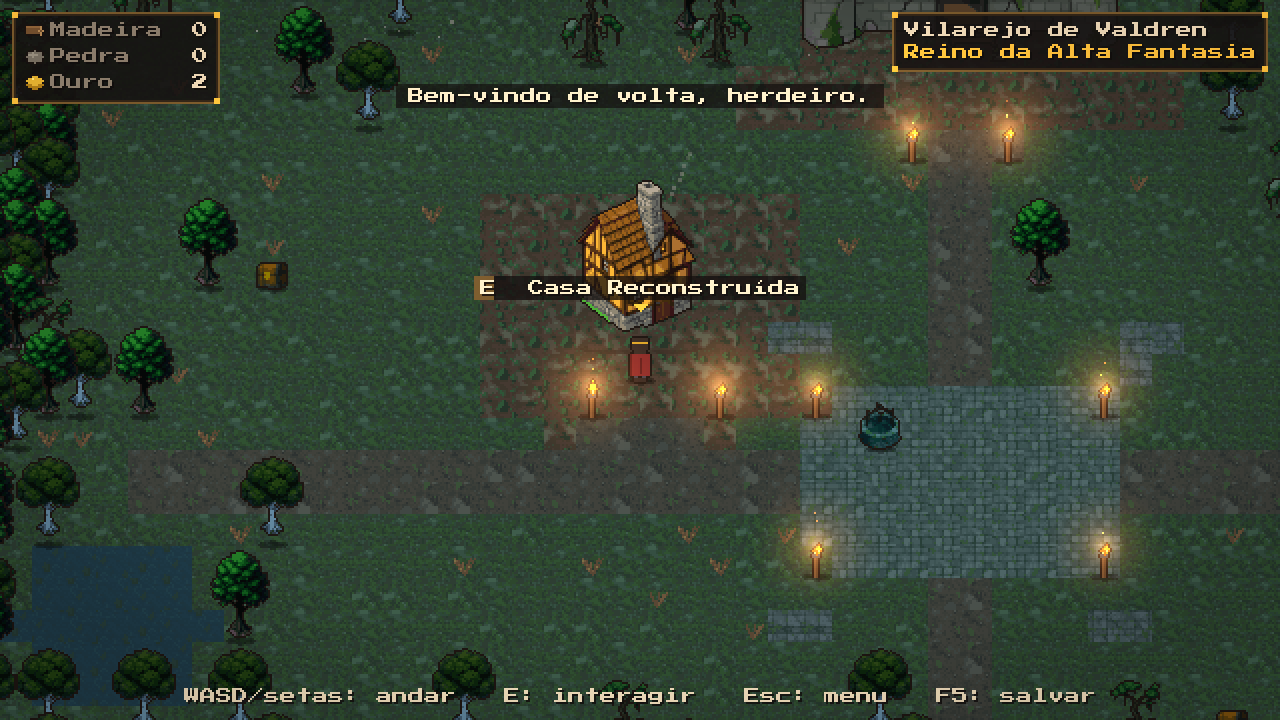 Madeira 0
Pedra 0
Ouro 2
Vilarejo de Valdren
Reino da Alta Fantasia
Bem-vindo de volta, herdeiro.
E Casa Reconstruída
WASD/setas: andar E: interagir Esc: menu F5: salvar